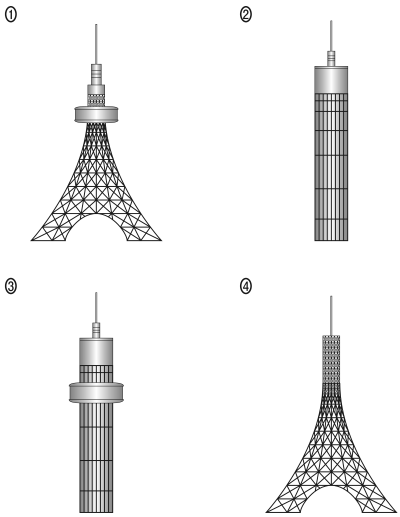 ①
②
③
④